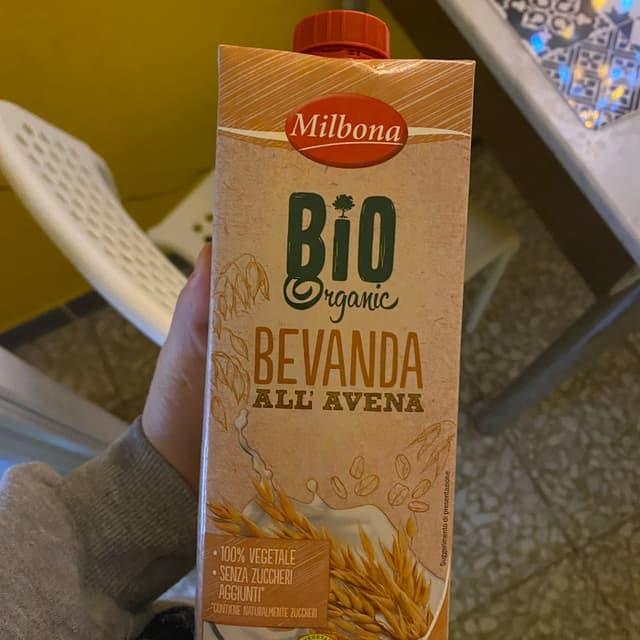 Milbona
BiO
Organic
BEVANDA
ALL' AVENA
• 100% VEGETALE
• SENZA ZUCCHERI
AGGIUNTI*
*CONTIENE NATURALMENTE ZUCCHERI
Suggerimento di presentazione